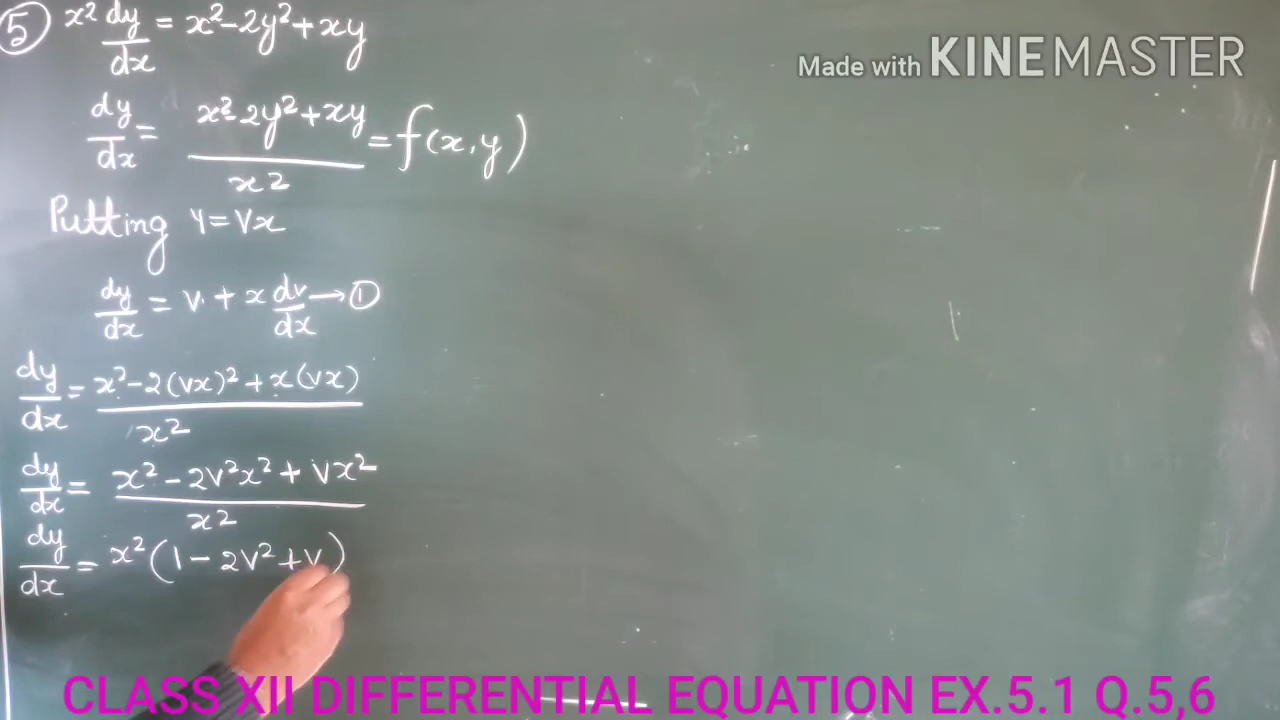 ⑤ x² dy/dx = x²-2y²+xy
Made with KINEMASTER
dy/dx = x²-2y²+xy / x² = f(x,y)
Putting y=vx
dy/dx = v + x dv/dx → ①
dy/dx = x²-2(vx)²+x(vx) / x²
dy/dx = x²-2v²x²+vx² / x²
dy/dx = x²(1-2v²+v)
CLASS XII DIFFERENTIAL EQUATION EX.5.1 Q.5,6